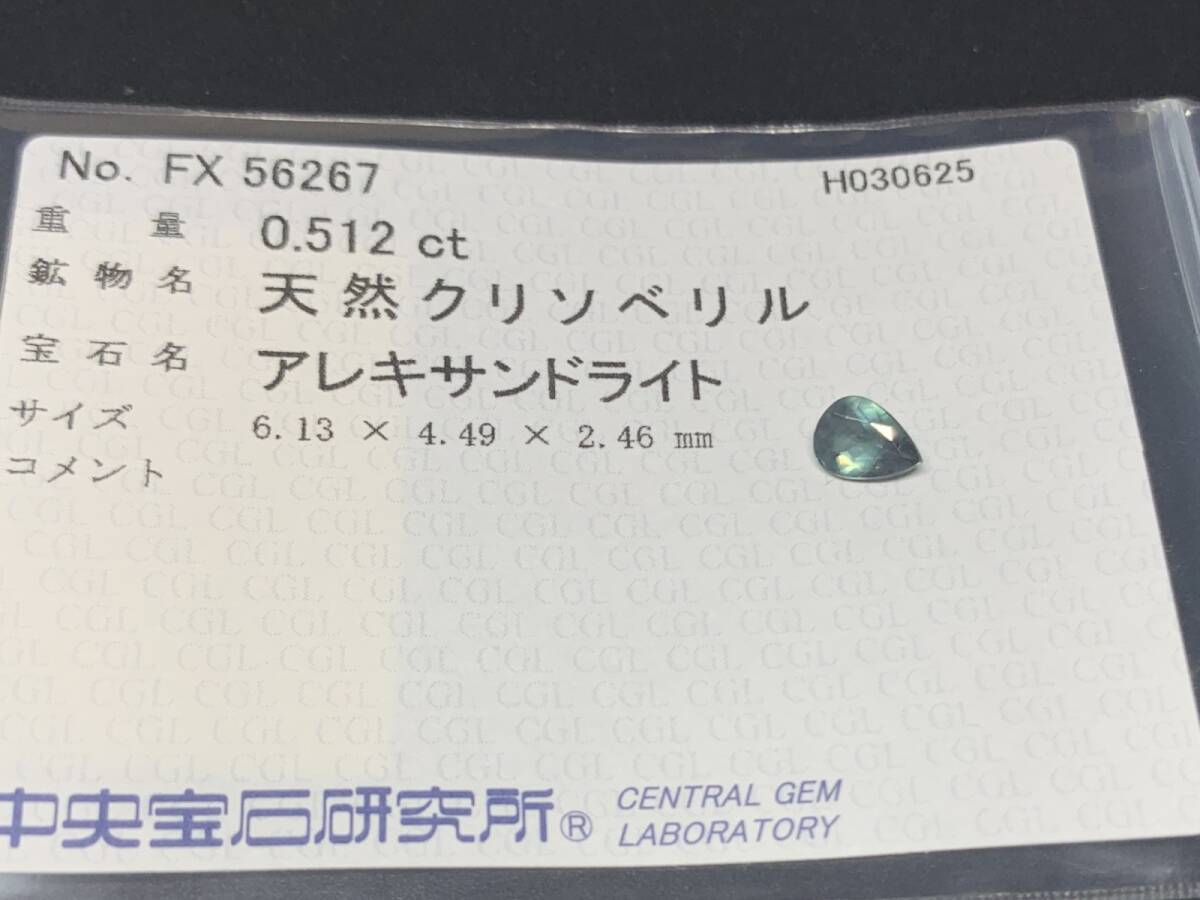 No. FX 56267
H030625
重量 0.512 ct
鉱物名 天然クリソベリル
宝石名 アレキサンドライト
サイズ 6.13 × 4.49 × 2.46 mm
コメント
中央宝石研究所® CENTRAL GEM
LABORATORY